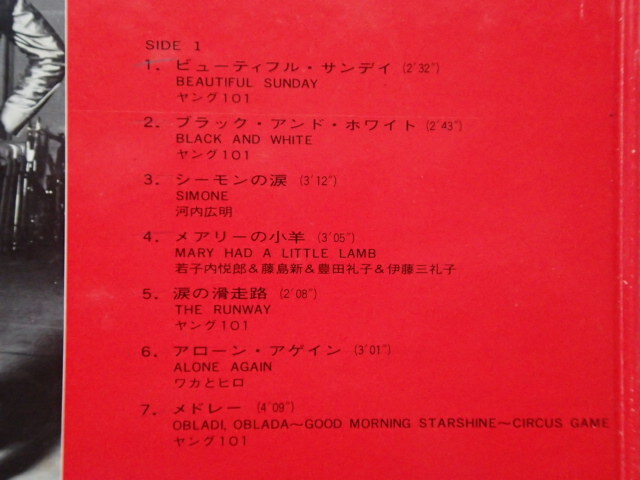 SIDE 1
1. ビューティフル・サンデイ (2'32")
BEAUTIFUL SUNDAY
ヤング101
2. ブラック・アンド・ホワイト (2'43")
BLACK AND WHITE
ヤング101
3. シーモンの涙 (3'12")
SIMONE
河内広明
4. メアリーの小羊 (3'05")
MARY HAD A LITTLE LAMB
若子内悦郎&藤島新&豊田礼子&伊藤三礼子
5. 涙の滑走路 (2'08")
THE RUNWAY
ヤング101
6. アローン・アゲイン (3'01")
ALONE AGAIN
ワカとヒロ
7. メドレー (4'09")
OBLADI, OBLADA〜GOOD MORNING STARSHINE〜CIRCUS GAME
ヤング101